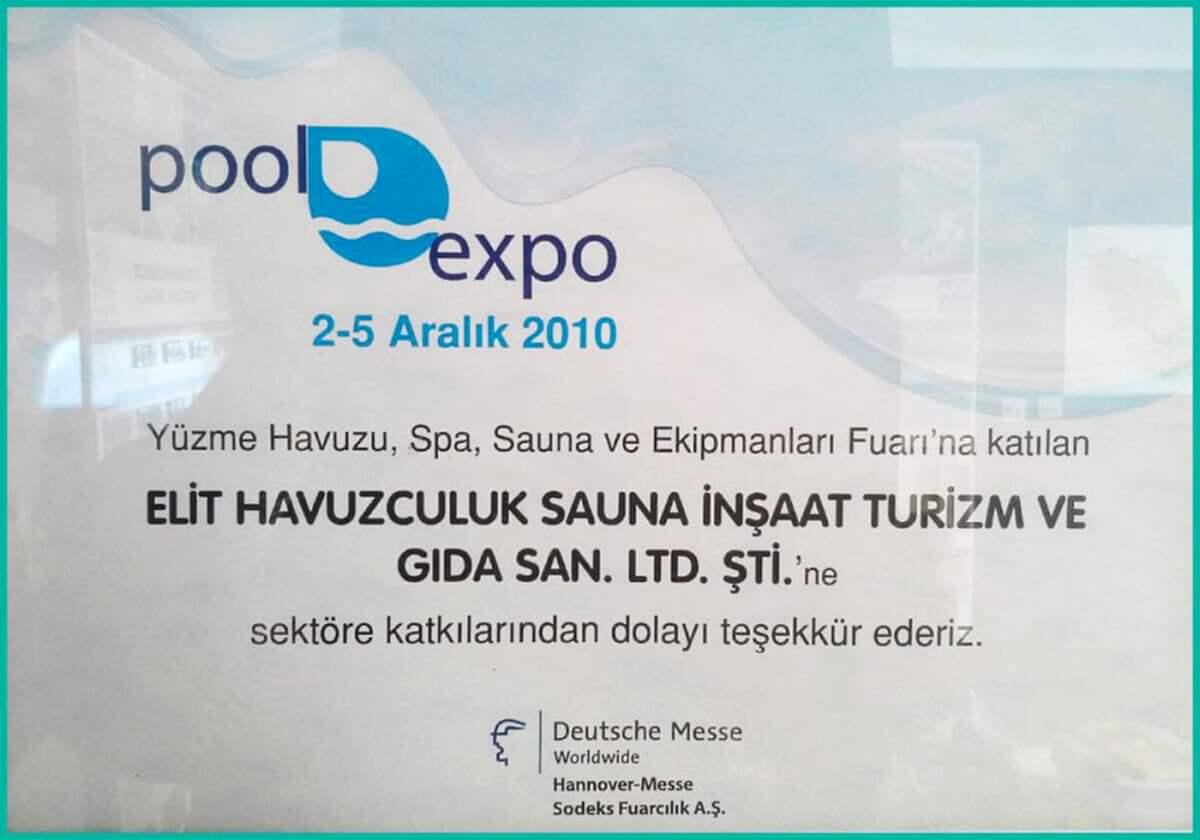 pool
expo
2-5 Aralık 2010
Yüzme Havuzu, Spa, Sauna ve Ekipmanları Fuarı'na katılan
ELİT HAVUZCULUK SAUNA İNŞAAT TURİZM VE
GIDA SAN. LTD. ŞTİ.'ne
sektöre katkılarından dolayı teşekkür ederiz.
Deutsche Messe
Worldwide
Hannover-Messe
Sodeks Fuarcılık A.Ş.